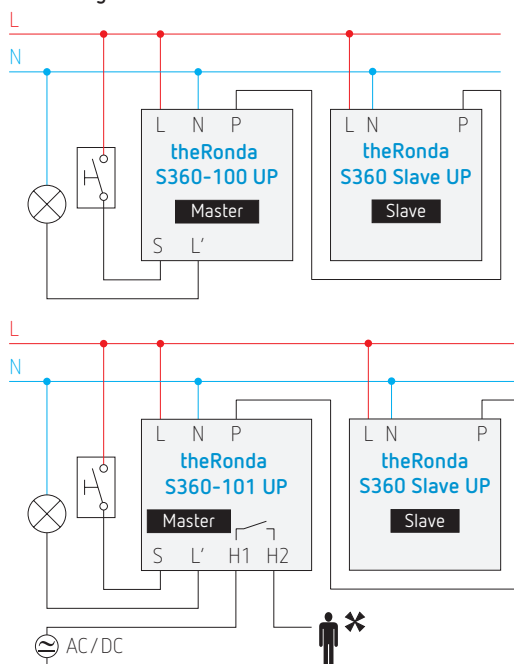 L
N
L N P
theRonda
S360-100 UP
Master
S L'
L N P
theRonda
S360 Slave UP
Slave
L
N
L N P
theRonda
S360-101 UP
Master
S L' H1 H2
L N P
theRonda
S360 Slave UP
Slave
AC/DC